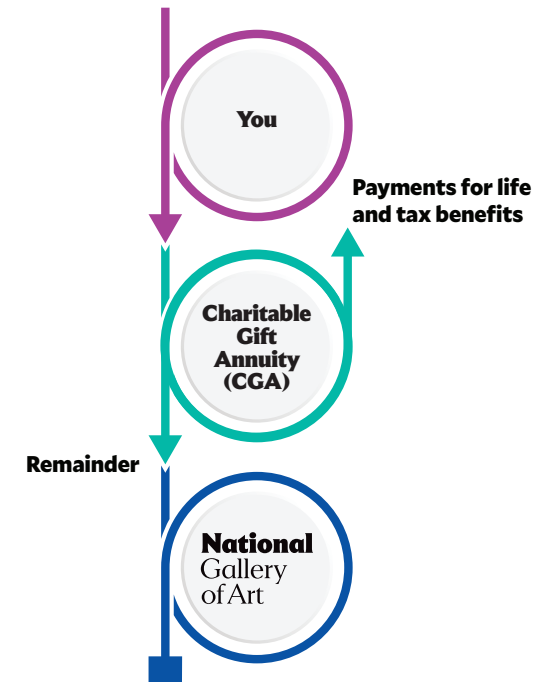 You
Payments for life
and tax benefits
Charitable
Gift
Annuity
(CGA)
Remainder
National
Gallery
of Art